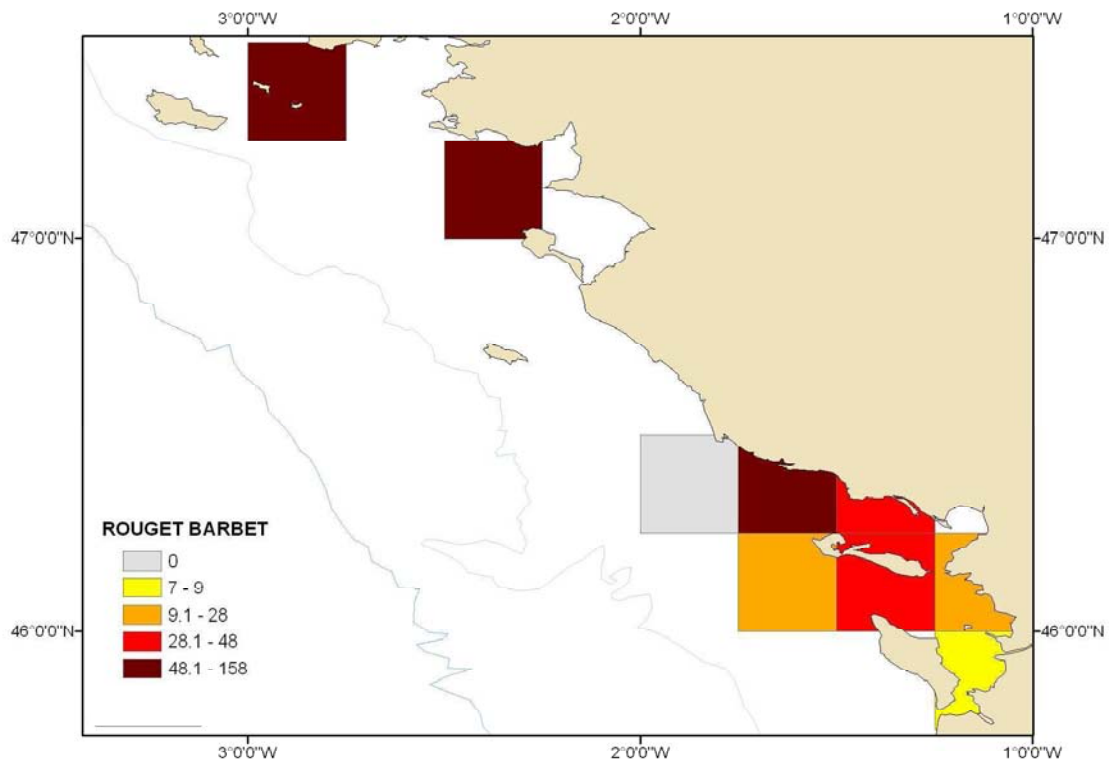 3°0'0"W 2°0'0"W 1°0'0"W
47°0'0"N 47°0'0"N
ROUGET BARBET
0
7 - 9
9.1 - 28
28.1 - 48
48.1 - 158
46°0'0"N 46°0'0"N
3°0'0"W 2°0'0"W 1°0'0"W